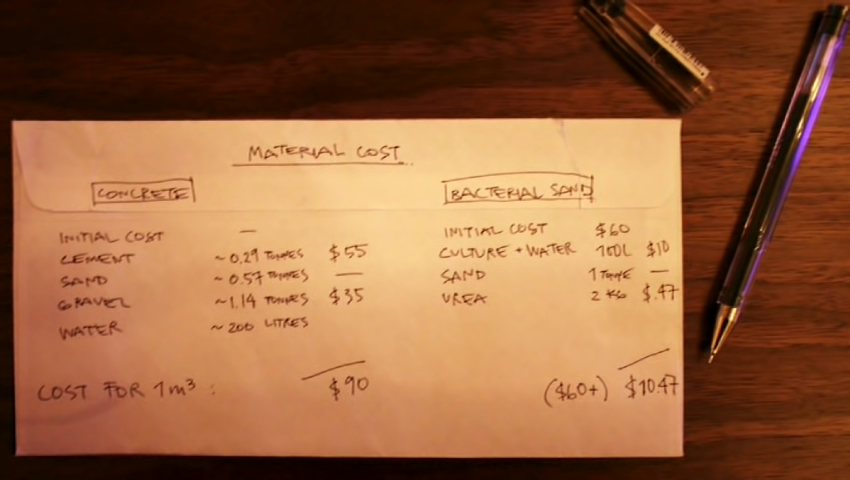 MATERIAL COST
CONCRETE
INITIAL COST —
CEMENT ~ 0.29 TONNES $55
SAND ~ 0.57 TONNES —
GRAVEL ~ 1.14 TONNES $35
WATER ~ 200 LITRES
COST FOR 1m³ : $90
BACTERIAL SAND
INITIAL COST $60
CULTURE + WATER 100L $10
SAND 1 TONNE —
UREA 2 KG $.47
($60+) $10.47